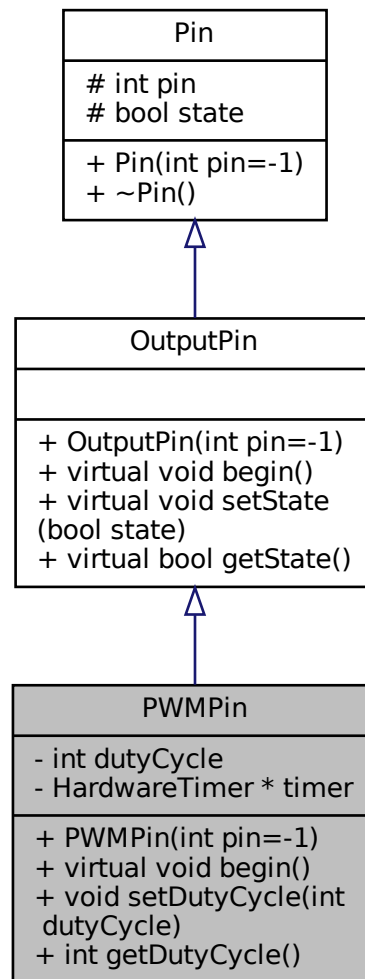 Pin
# int pin
# bool state
+ Pin(int pin=-1)
+ ~Pin()
OutputPin
+ OutputPin(int pin=-1)
+ virtual void begin()
+ virtual void setState
(bool state)
+ virtual bool getState()
PWMPin
- int dutyCycle
- HardwareTimer * timer
+ PWMPin(int pin=-1)
+ virtual void begin()
+ void setDutyCycle(int
dutyCycle)
+ int getDutyCycle()